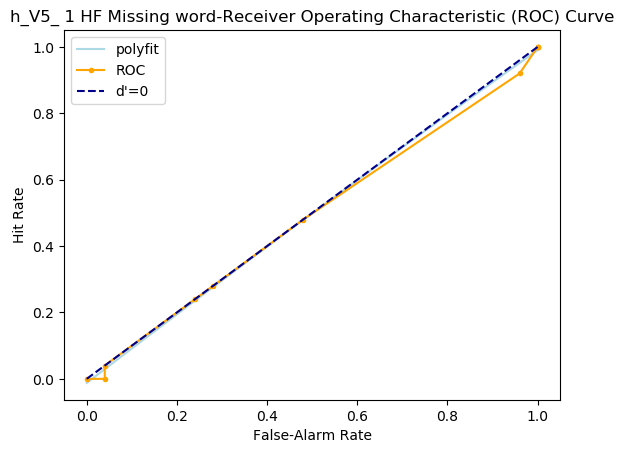 h_V5_ 1 HF Missing word-Receiver Operating Characteristic (ROC) Curve
polyfit
ROC
d'=0
1.0
0.8
0.6
0.4
0.2
0.0
Hit Rate
0.0 0.2 0.4 0.6 0.8 1.0
False-Alarm Rate